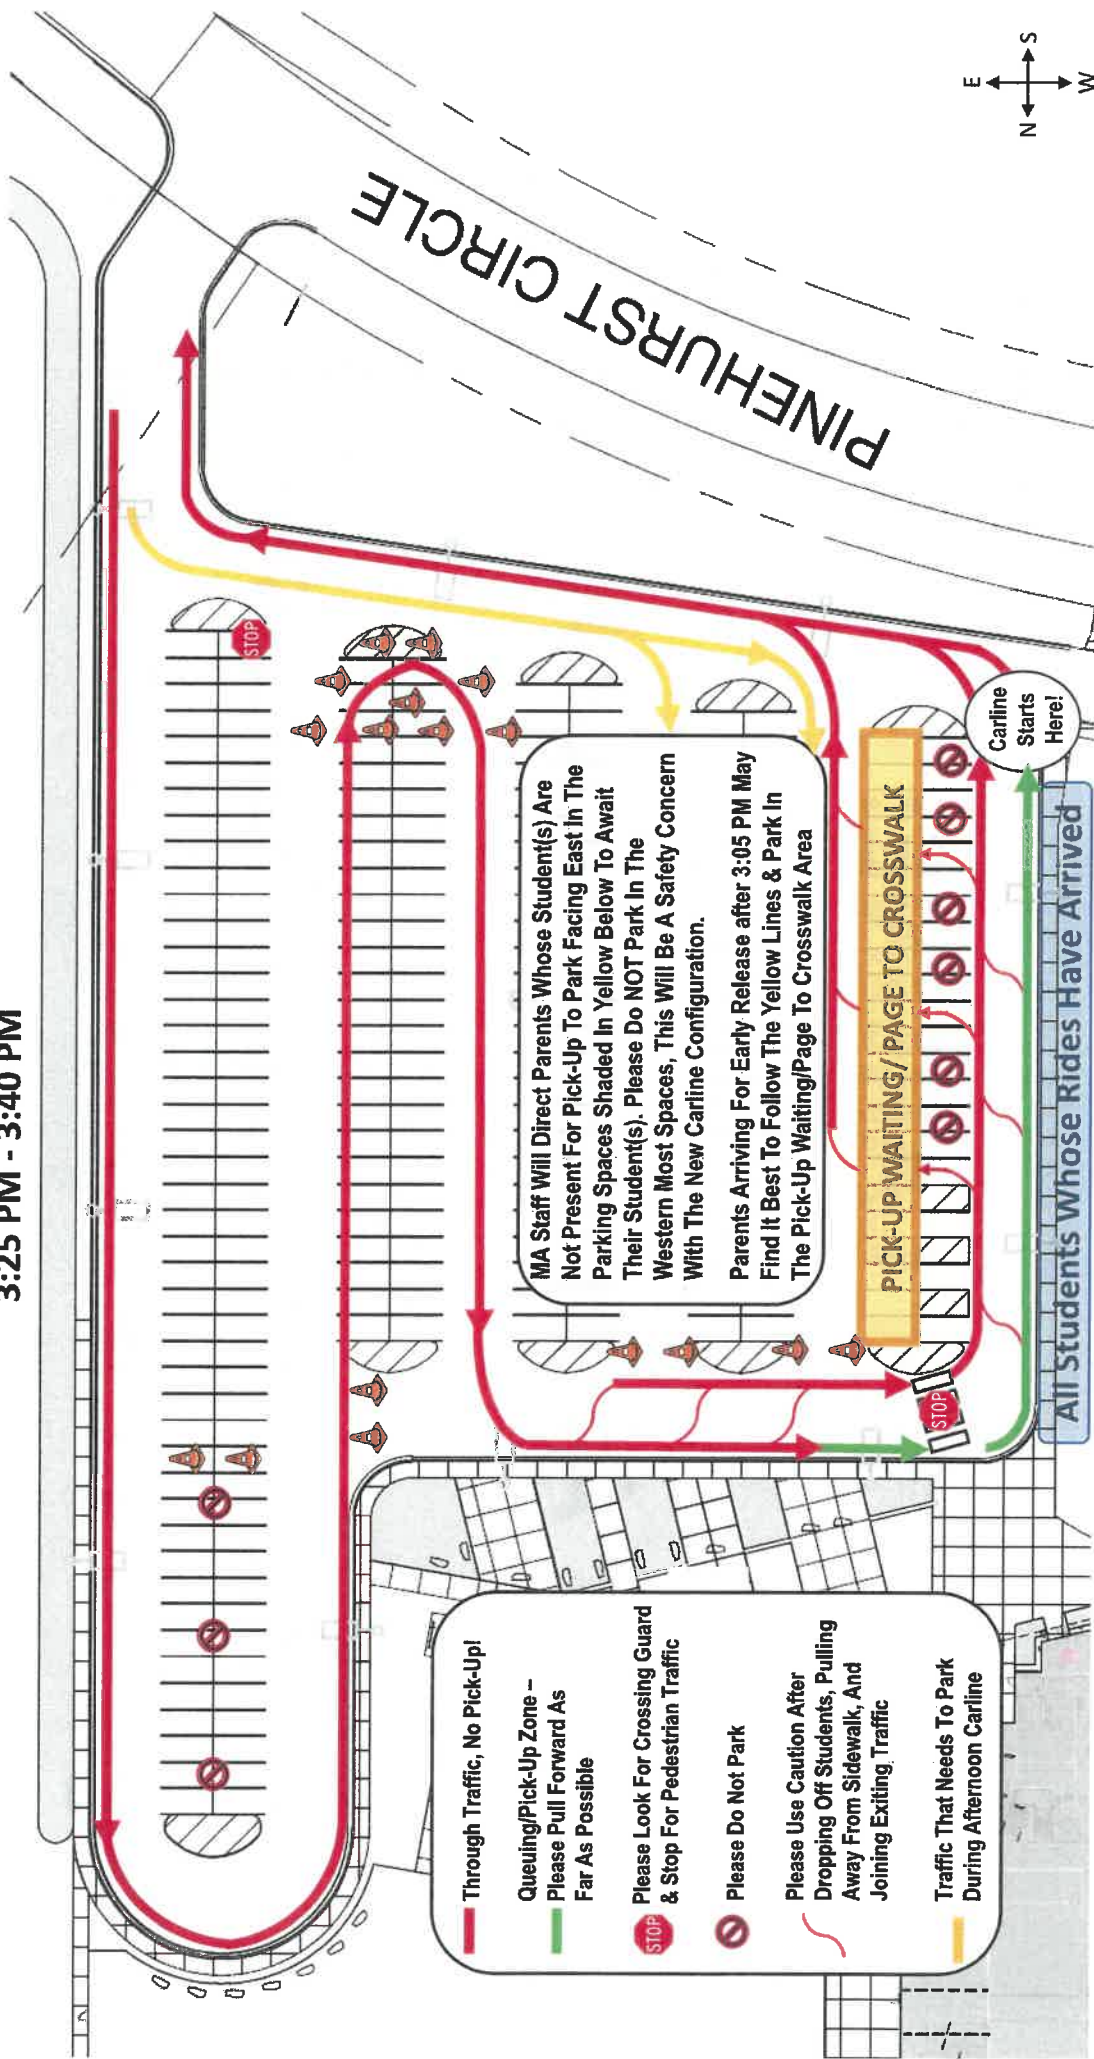 3:25 PM - 3:40 PM
PINEHURST CIRCLE
E
N
S
W
STOP
MA Staff Will Direct Parents Whose Student(s) Are
Not Present For Pick-Up To Park Facing East In The
Parking Spaces Shaded In Yellow Below To Await
Their Student(s). Please Do NOT Park In The
Western Most Spaces, This Will Be A Safety Concern
With The New Carline Configuration.
Parents Arriving For Early Release after 3:05 PM May
Find It Best To Follow The Yellow Lines & Park In
The Pick-Up Waiting/Page To Crosswalk Area
PICK-UP WAITING/PAGE TO CROSSWALK
Carline
Starts
Here!
STOP
All Students Whose Rides Have Arrived
Through Traffic, No Pick-Up!
Queuing/Pick-Up Zone –
Please Pull Forward As
Far As Possible
STOP
Please Look For Crossing Guard
& Stop For Pedestrian Traffic
Please Do Not Park
Please Use Caution After
Dropping Off Students, Pulling
Away From Sidewalk, And
Joining Exiting Traffic
Traffic That Needs To Park
During Afternoon Carline